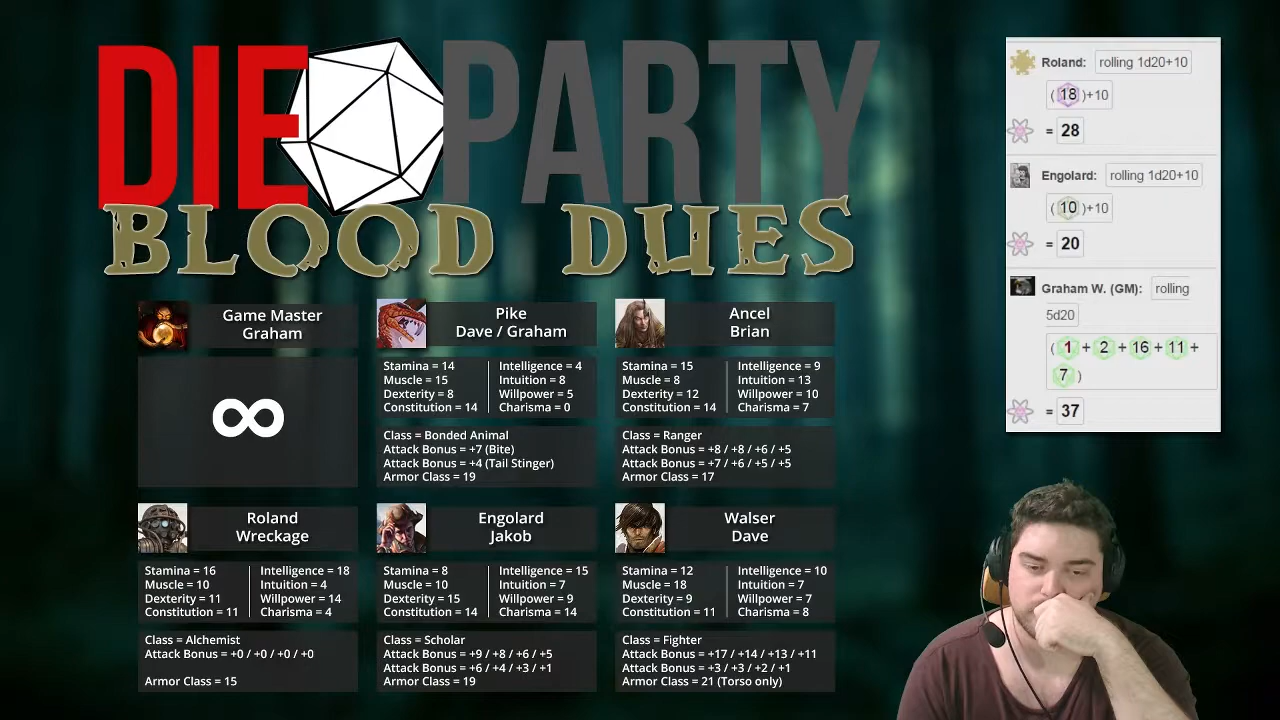 DIE PARTY
BLOOD DUES
Game Master
Graham
∞
Pike
Dave / Graham
Stamina = 14
Muscle = 15
Dexterity = 8
Constitution = 14
Intelligence = 4
Intuition = 8
Willpower = 5
Charisma = 0
Class = Bonded Animal
Attack Bonus = +7 (Bite)
Attack Bonus = +4 (Tail Stinger)
Armor Class = 19
Ancel
Brian
Stamina = 15
Muscle = 8
Dexterity = 12
Constitution = 14
Intelligence = 9
Intuition = 13
Willpower = 10
Charisma = 7
Class = Ranger
Attack Bonus = +8 / +8 / +6 / +5
Attack Bonus = +7 / +6 / +5 / +5
Armor Class = 17
Roland
Wreckage
Stamina = 16
Muscle = 10
Dexterity = 11
Constitution = 11
Intelligence = 18
Intuition = 4
Willpower = 14
Charisma = 4
Class = Alchemist
Attack Bonus = +0 / +0 / +0 / +0
Armor Class = 15
Engolard
Jakob
Stamina = 8
Muscle = 10
Dexterity = 15
Constitution = 14
Intelligence = 15
Intuition = 7
Willpower = 9
Charisma = 14
Class = Scholar
Attack Bonus = +9 / +8 / +6 / +5
Attack Bonus = +6 / +4 / +3 / +1
Armor Class = 19
Walser
Dave
Stamina = 12
Muscle = 18
Dexterity = 9
Constitution = 11
Intelligence = 10
Intuition = 7
Willpower = 7
Charisma = 8
Class = Fighter
Attack Bonus = +17 / +14 / +13 / +11
Attack Bonus = +3 / +3 / +2 / +1
Armor Class = 21 (Torso only)
Roland: rolling 1d20+10
(18)+10
= 28
Engolard: rolling 1d20+10
(10)+10
= 20
Graham W. (GM): rolling
5d20
(1 + 2 + 16 + 11 +
7)
= 37